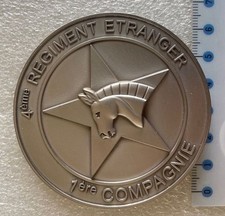 4ème REGIMENT ETRANGER
1ère COMPAGNIE